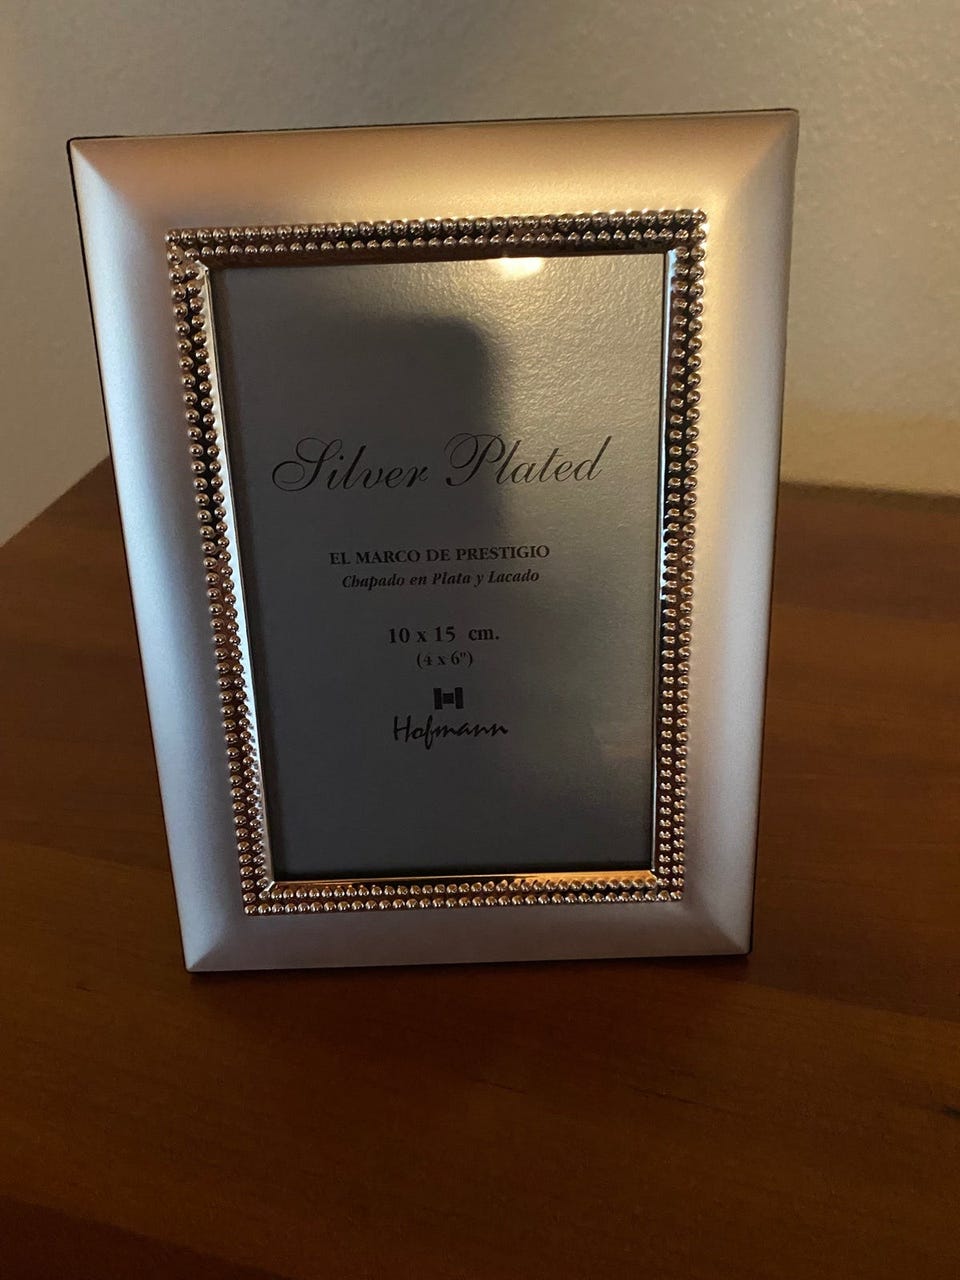 Silver Plated
EL MARCO DE PRESTIGIO
Chapado en Plata y Lacado
10 x 15 cm.
(4 x 6")
Hofmann